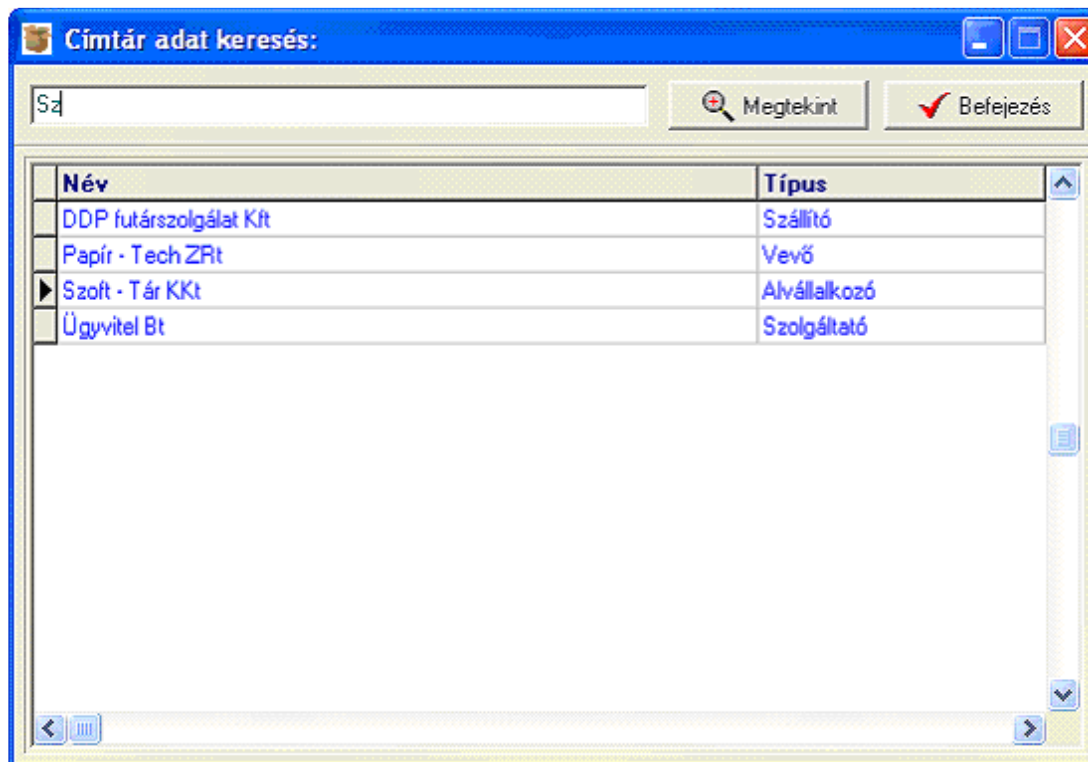 Címtár adat keresés:
Sz Megtekint Befejezés
Név Típus
DDP futárszolgálat Kft Szállító
Papír - Tech ZRt Vevő
Szoft - Tár KKt Alvállalkozó
Ügyvitel Bt Szolgáltató